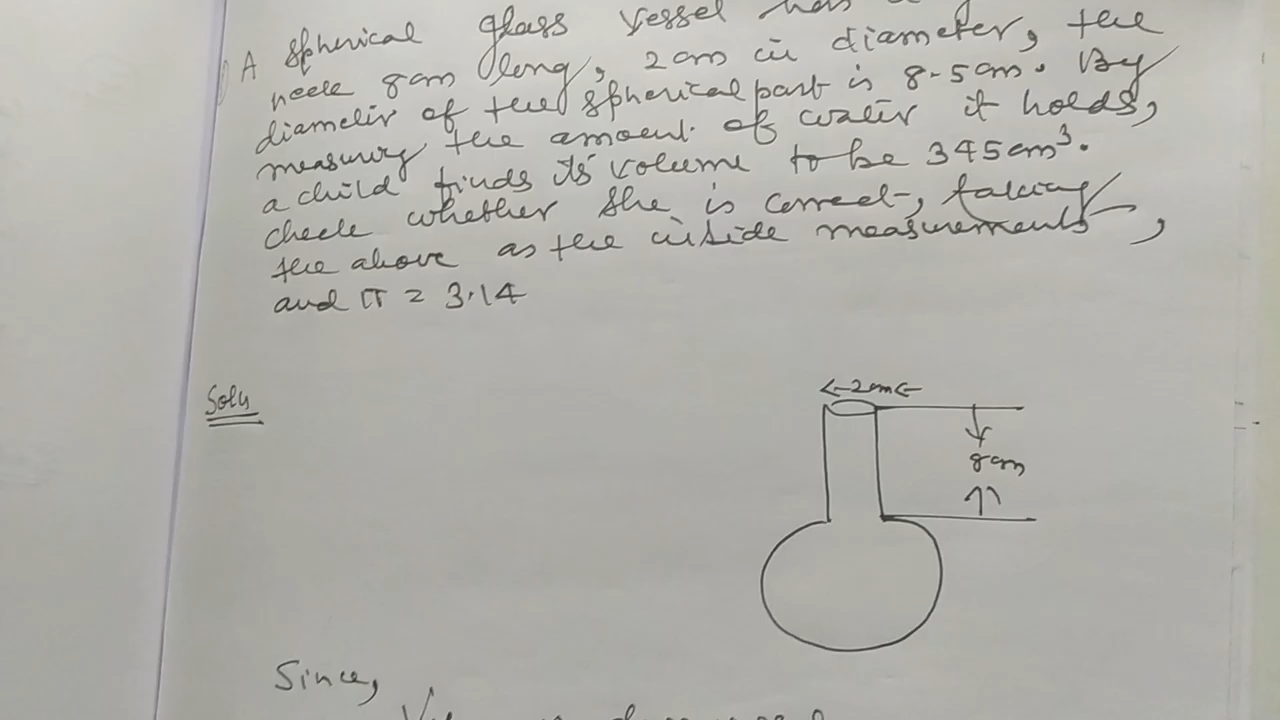 A spherical glass vessel has a
neck 8cm long, 2cm in diameter, the
diameter of the spherical part is 8.5cm. By
measuring the amount of water it holds,
a child finds its volume to be 345cm³.
check whether she is correct, taking
the above as the inside measurements,
and π = 3.14
Soln
2cm
8cm
Since,